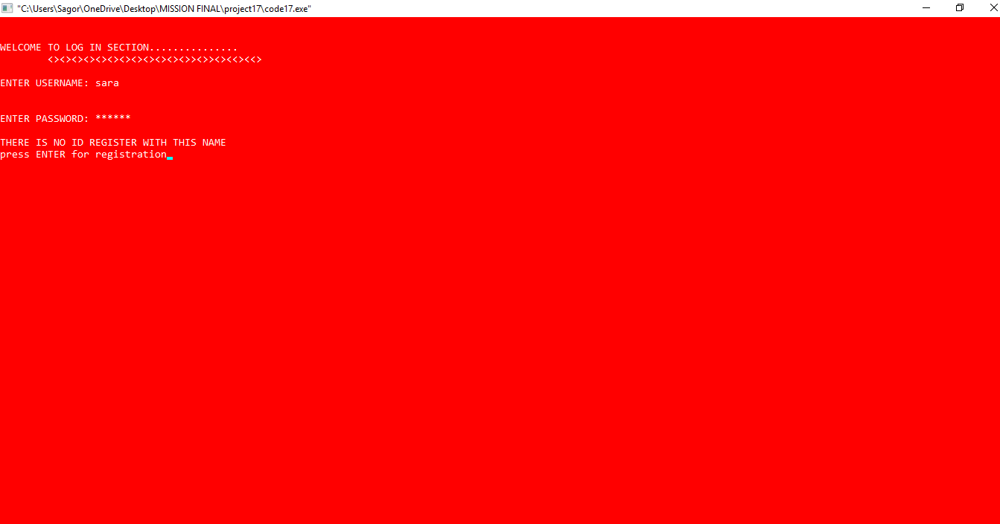 "C:\Users\Sagor\OneDrive\Desktop\MISSION FINAL\project17\code17.exe"
WELCOME TO LOG IN SECTION...............
<><><><><><><><><><><><>><>><><<><<>
ENTER USERNAME: sara
ENTER PASSWORD: ******
THERE IS NO ID REGISTER WITH THIS NAME
press ENTER for registration